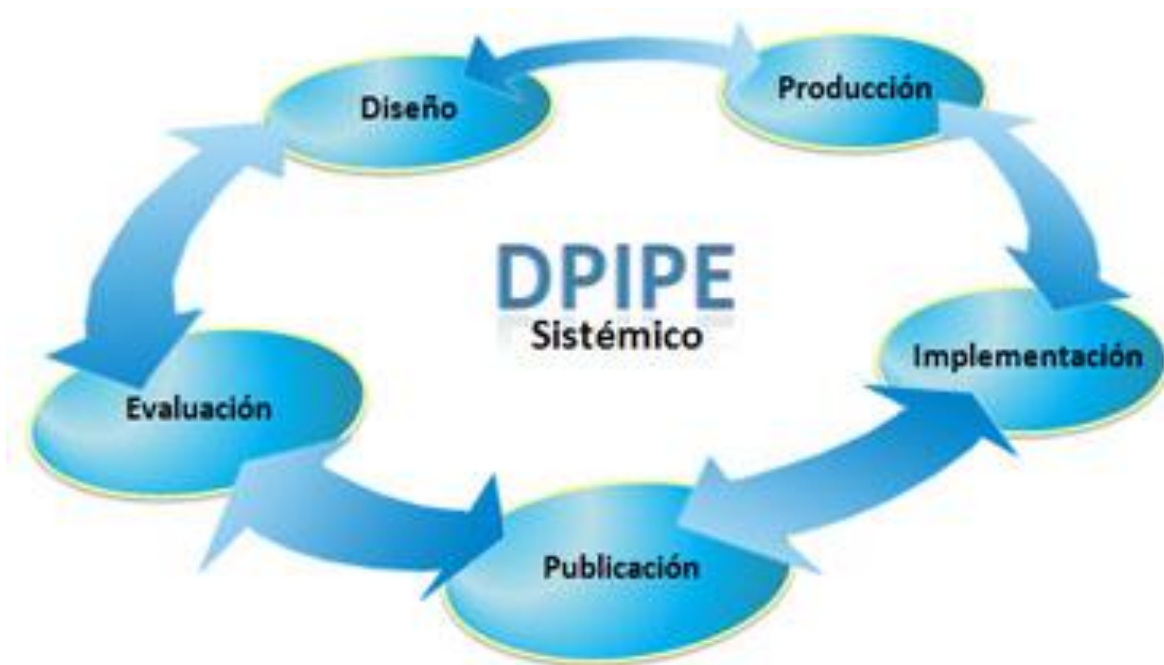 Diseño
Producción
DPIPE
Sistémico
Implementación
Evaluación
Publicación